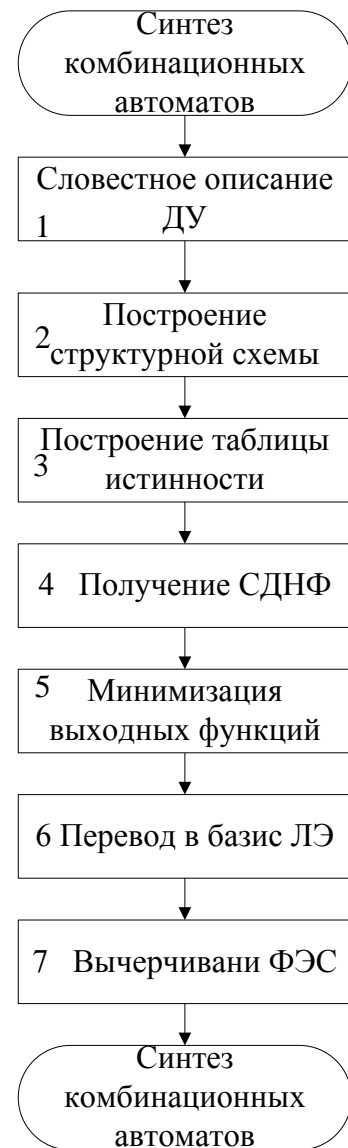 Синтез
комбинационных
автоматов
Словестное описание
1 ДУ
Построение
2 структурной схемы
Построение таблицы
3 истинности
4 Получение СДНФ
5 Минимизация
выходных функций
6 Перевод в базис ЛЭ
7 Вычерчивани ФЭС
Синтез
комбинационных
автоматов